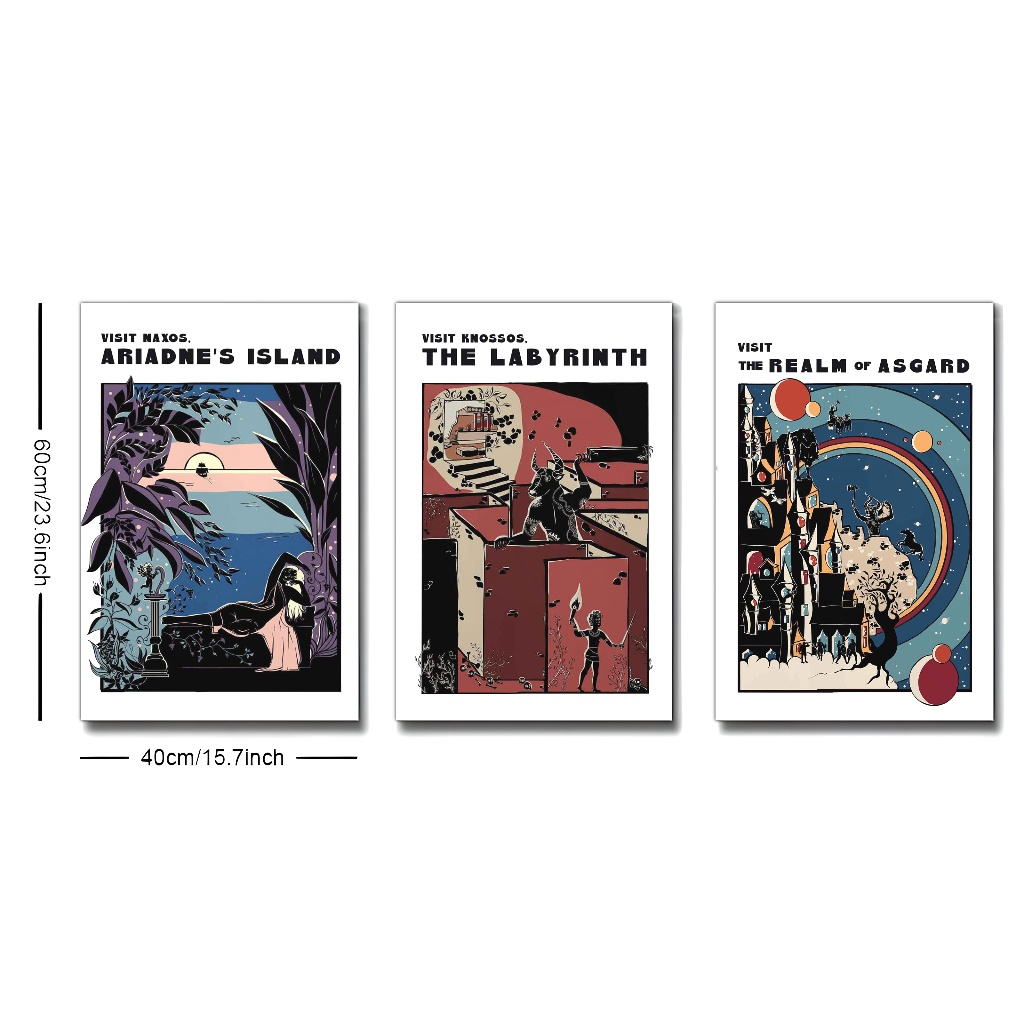 VISIT NAXOS,
ARIADNE'S ISLAND
VISIT KNOSSOS,
THE LABYRINTH
VISIT
THE REALM OF ASGARD
60cm/23.6inch
40cm/15.7inch